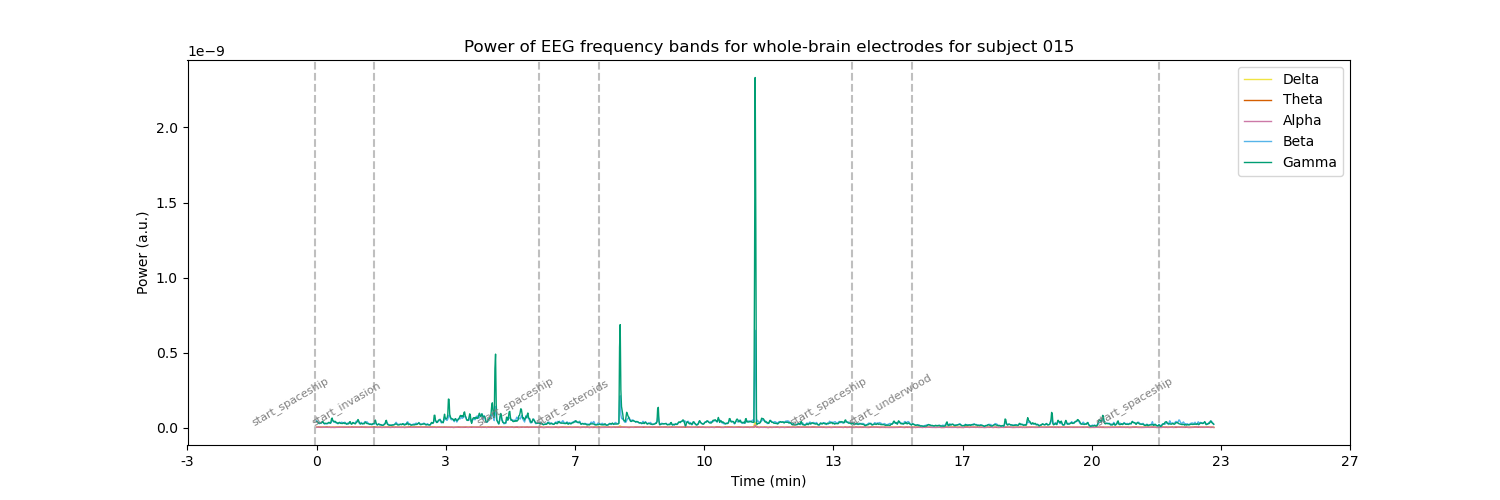 Power of EEG frequency bands for whole-brain electrodes for subject 015
1e−9
Delta
Theta
Alpha
Beta
Gamma
2.0
1.5
1.0
0.5
0.0
Power (a.u.)
start_spaceship
start_invasion
start_spaceship
start_asteroids
start_spaceship
start_underwood
start_spaceship
-3 0 3 7 10 13 17 20 23 27
Time (min)